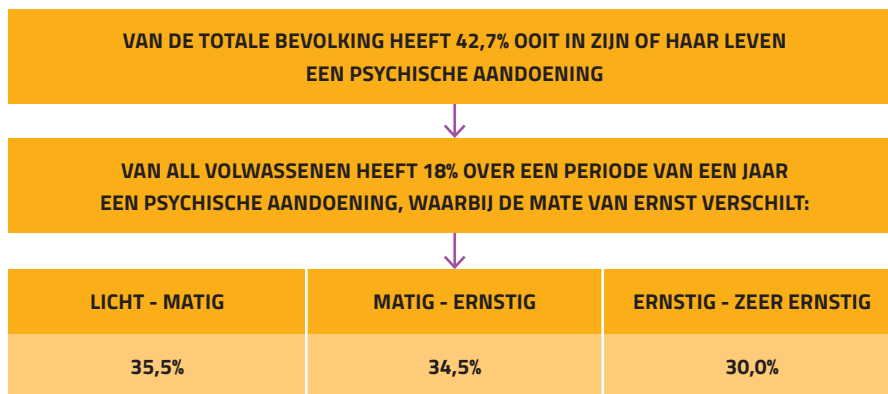 VAN DE TOTALE BEVOLKING HEEFT 42,7% OOIT IN ZIJN OF HAAR LEVEN
EEN PSYCHISCHE AANDOENING
VAN ALL VOLWASSENEN HEEFT 18% OVER EEN PERIODE VAN EEN JAAR
EEN PSYCHISCHE AANDOENING, WAARBIJ DE MATE VAN ERNST VERSCHILT:
LICHT - MATIG MATIG - ERNSTIG ERNSTIG - ZEER ERNSTIG
35,5% 34,5% 30,0%